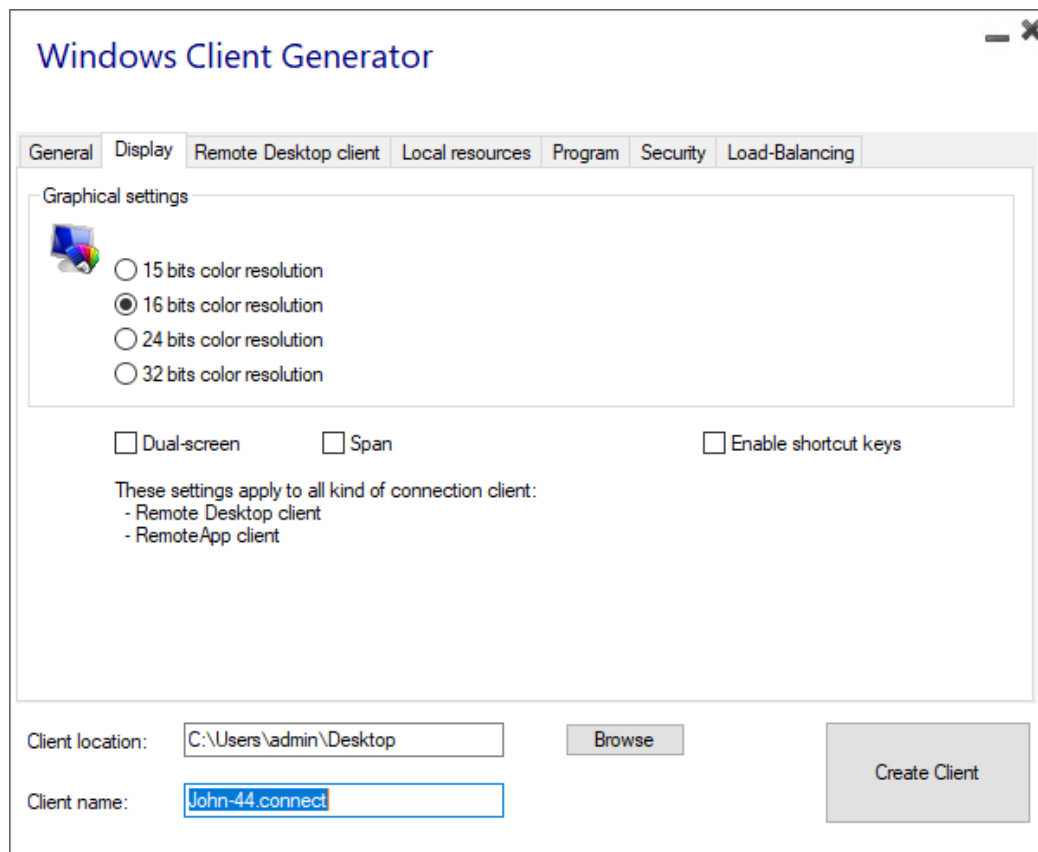 Windows Client Generator
General Display Remote Desktop client Local resources Program Security Load-Balancing
Graphical settings
15 bits color resolution
16 bits color resolution
24 bits color resolution
32 bits color resolution
Dual-screen Span Enable shortcut keys
These settings apply to all kind of connection client:
- Remote Desktop client
- RemoteApp client
Client location: C:\Users\admin\Desktop Browse
Create Client
Client name: John-44.connect